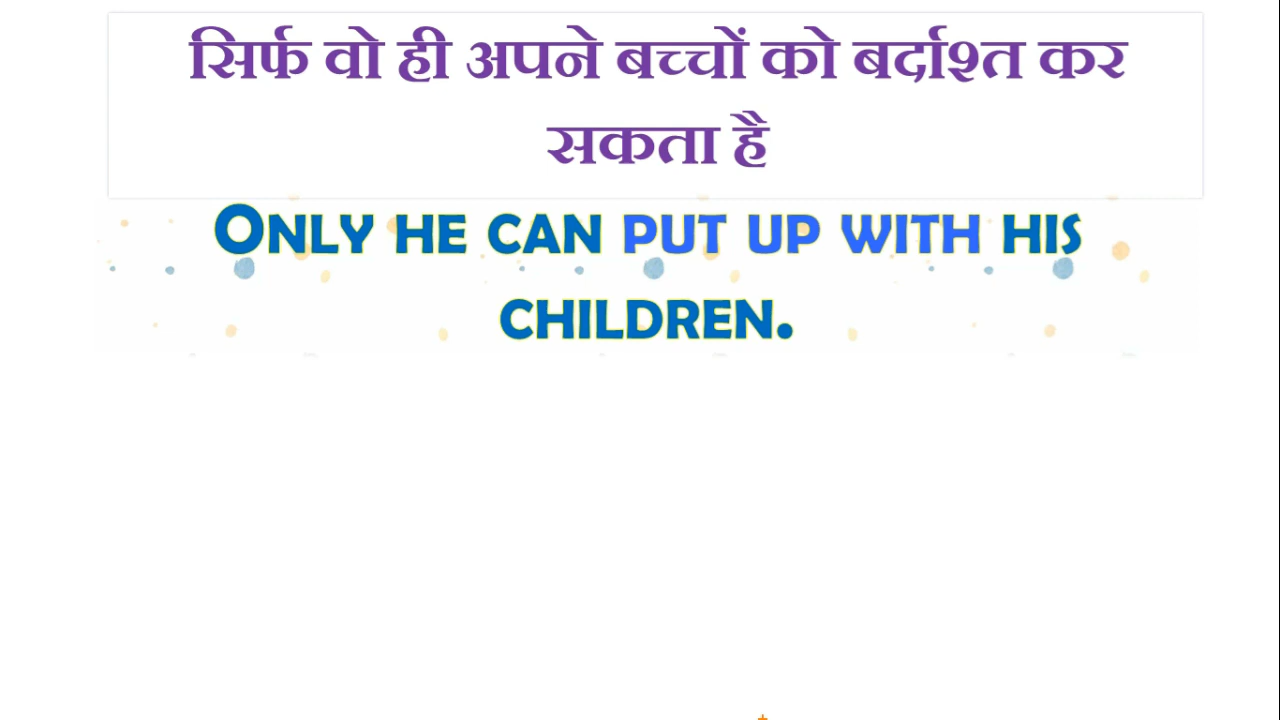 सिर्फ वो ही अपने बच्चों को बर्दाश्त कर
सकता है
ONLY HE CAN PUT UP WITH HIS
CHILDREN.